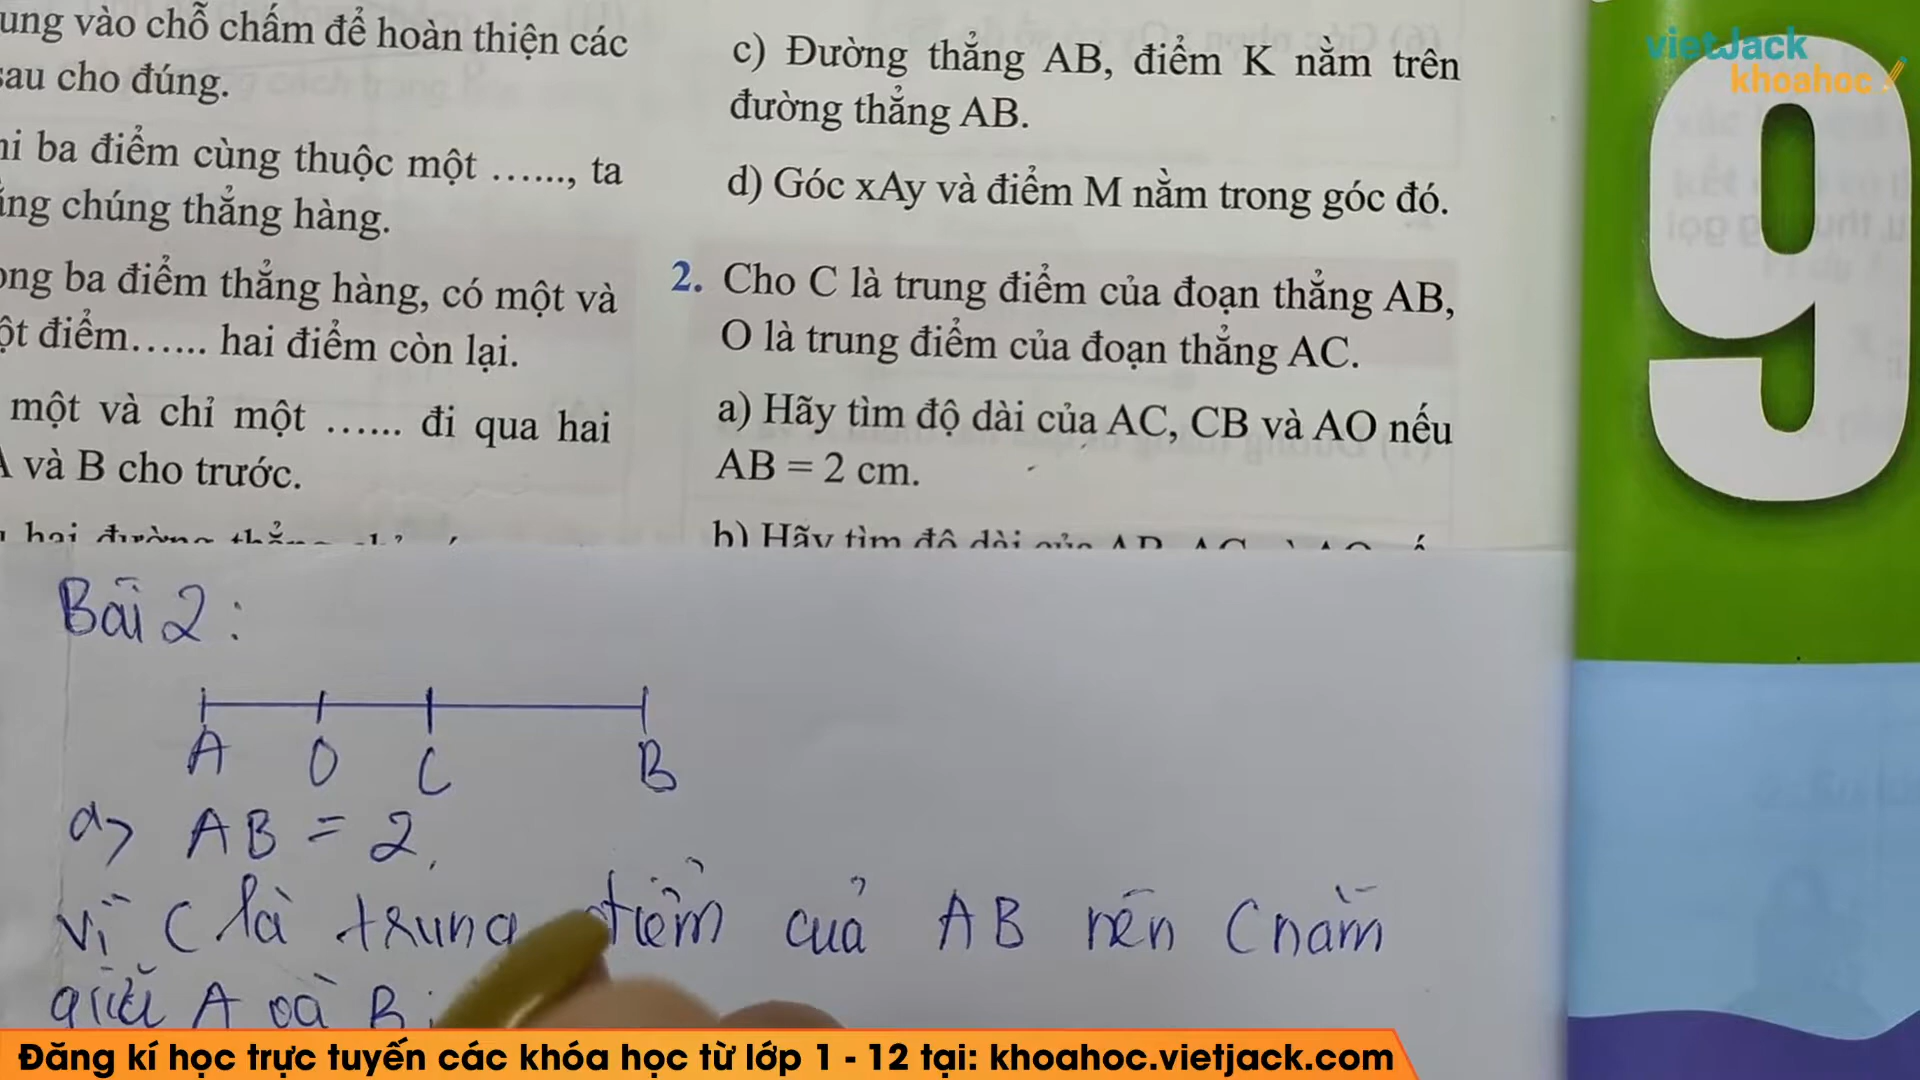 vào chỗ chấm để hoàn thiện các
sau cho đúng.
ba điểm cùng thuộc một ......, ta
chúng thẳng hàng.
ba điểm thẳng hàng, có một và
điểm...... hai điểm còn lại.
một và chỉ một ...... đi qua hai
A và B cho trước.
c) Đường thẳng AB, điểm K nằm trên
đường thẳng AB.
d) Góc xAy và điểm M nằm trong góc đó.
2. Cho C là trung điểm của đoạn thẳng AB,
O là trung điểm của đoạn thẳng AC.
a) Hãy tìm độ dài của AC, CB và AO nếu
AB = 2 cm.
b) Hãy tìm độ dài của
vietJack
khoahoc
9
Bài 2:
A O C B
a> AB = 2.
Vì C là trung điểm của AB nên C nằm
giữa A và B
Đăng kí học trực tuyến các khóa học từ lớp 1 - 12 tại: khoahoc.vietjack.com